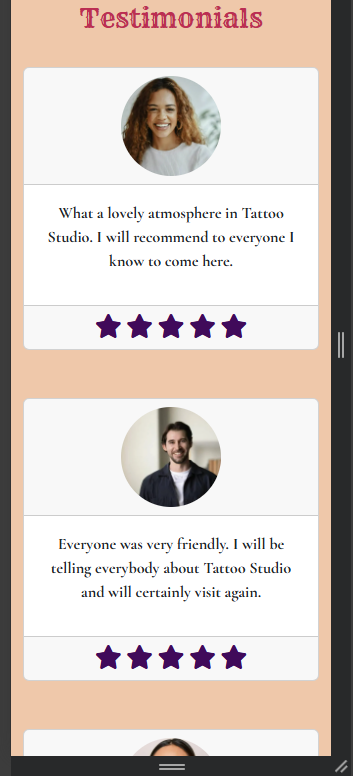 Testimonials
What a lovely atmosphere in Tattoo
Studio. I will recommend to everyone I
know to come here.
Everyone was very friendly. I will be
telling everybody about Tattoo Studio
and will certainly visit again.